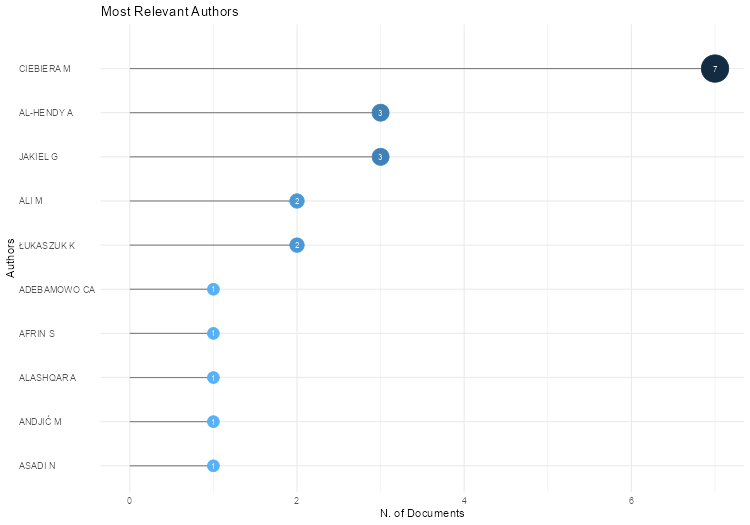 Most Relevant Authors
CIEBIERA M
7
AL-HENDY A
3
JAKIEL G
3
ALI M
2
ŁUKASZUK K
2
ADEBAMOWO CA
1
AFRIN S
1
ALASHQAR A
1
ANDJIĆ M
1
ASADI N
1
Authors
0 2 4 6
N. of Documents